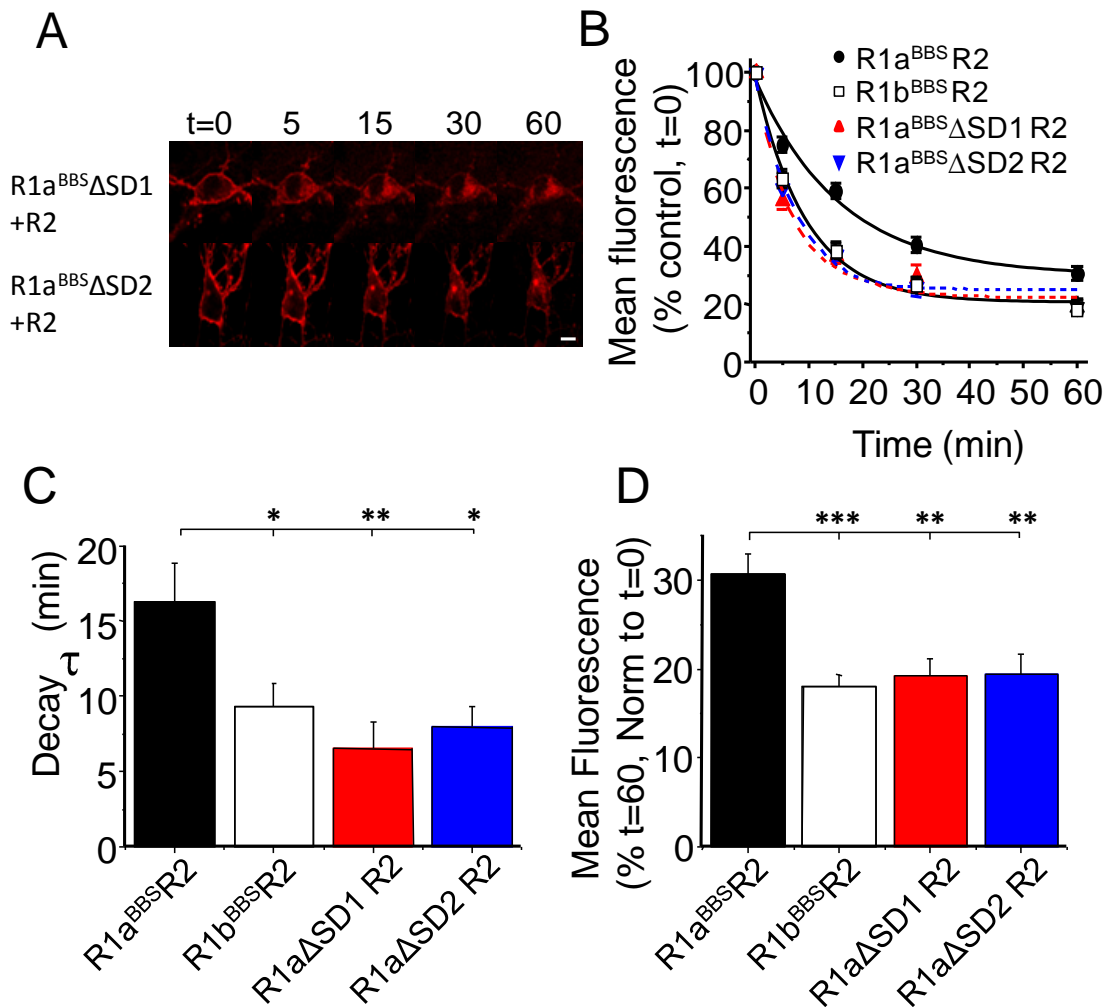 A
t=0 5 15 30 60
R1aᴮᴮˢΔSD1
+R2
R1aᴮᴮˢΔSD2
+R2
B
R1aᴮᴮˢR2
R1bᴮᴮˢR2
R1aᴮᴮˢΔSD1 R2
R1aᴮᴮˢΔSD2 R2
Mean fluorescence
(% control, t=0)
100
80
60
40
20
0
0 10 20 30 40 50 60
Time (min)
C
* ** *
Decay τ (min)
20
15
10
5
0
R1aᴮᴮˢR2
R1bᴮᴮˢR2
R1aΔSD1 R2
R1aΔSD2 R2
D
*** ** **
Mean Fluorescence
(% t=60, Norm to t=0)
30
20
10
0
R1aᴮᴮˢR2
R1bᴮᴮˢR2
R1aΔSD1 R2
R1aΔSD2 R2